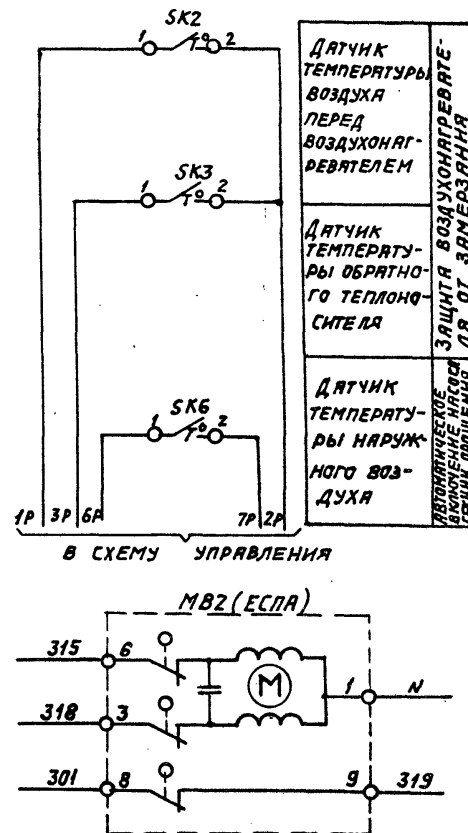 SK2
1 T° 2
SK3
1 T° 2
SK6
1 T° 2
1Р 3Р 6Р 7Р 2Р
В СХЕМУ УПРАВЛЕНИЯ
ДАТЧИК
ТЕМПЕРАТУРЫ
ВОЗДУХА
ПЕРЕД
ВОЗДУХОНАГ-
РЕВАТЕЛЕМ
ДАТЧИК
ТЕМПЕРАТУ-
РЫ ОБРАТНО-
ГО ТЕПЛОНО-
СИТЕЛЯ
ЗАЩИТА ВОЗДУХОНАГРЕВАТЕ-
ЛЯ ОТ ЗАМЕРЗАНИЯ
ДАТЧИК
ТЕМПЕРАТУ-
РЫ НАРУЖ-
НОГО ВОЗ-
ДУХА
АВТОМАТИЧЕСКОЕ
ВКЛЮЧЕНИЕ НАСОСА
МВ2 (ЕСПА)
315 6
318 3
М
1 N
301 8
9 319